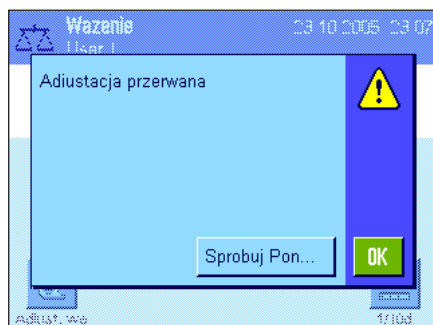 Wazenie
23.10.2005 23:07
User 1
Adiustacja przerwana
Sprobuj Pon...
OK
Adiust. we
1/10d